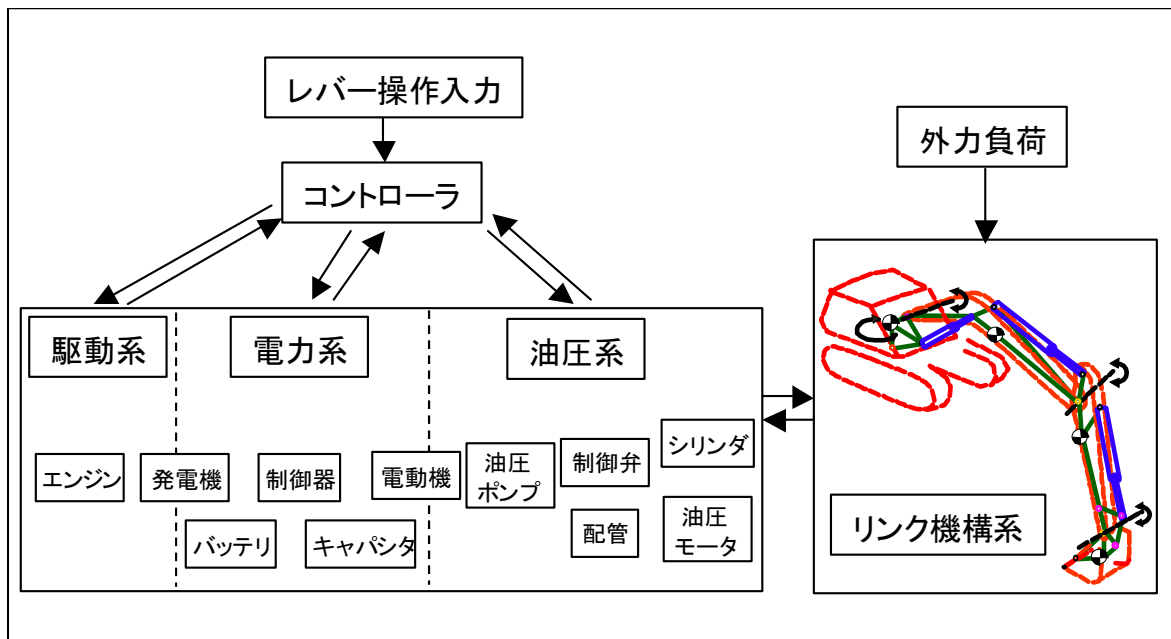 レバー操作入力
外力負荷
コントローラ
駆動系
電力系
油圧系
エンジン
発電機
制御器
電動機
油圧
ポンプ
制御弁
シリンダ
バッテリ
キャパシタ
配管
油圧
モータ
リンク機構系